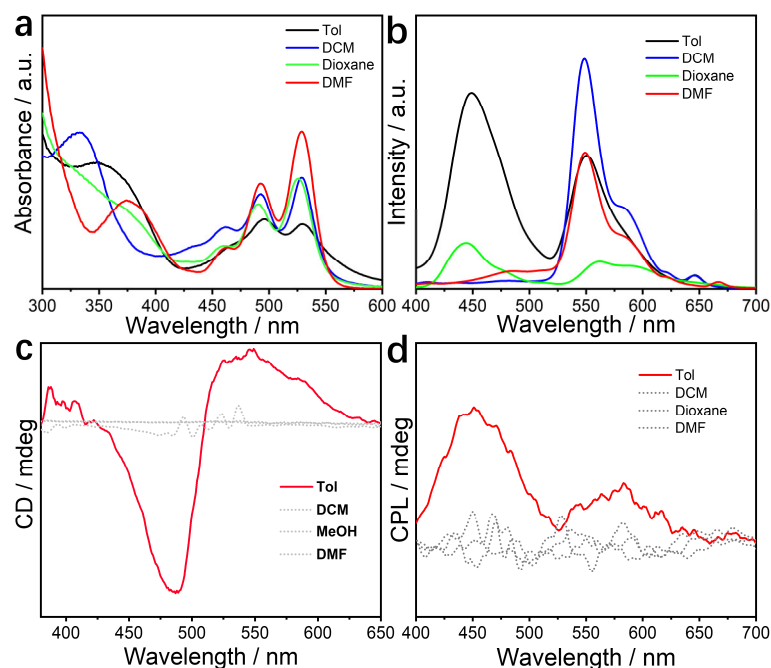 a
Absorbance / a.u.
Tol
DCM
Dioxane
DMF
300 350 400 450 500 550 600
Wavelength / nm
b
Intensity / a.u.
Tol
DCM
Dioxane
DMF
400 450 500 550 600 650 700
Wavelength / nm
c
CD / mdeg
Tol
DCM
MeOH
DMF
400 450 500 550 600 650
Wavelength / nm
d
CPL / mdeg
Tol
DCM
Dioxane
DMF
400 450 500 550 600 650 700
Wavelength / nm